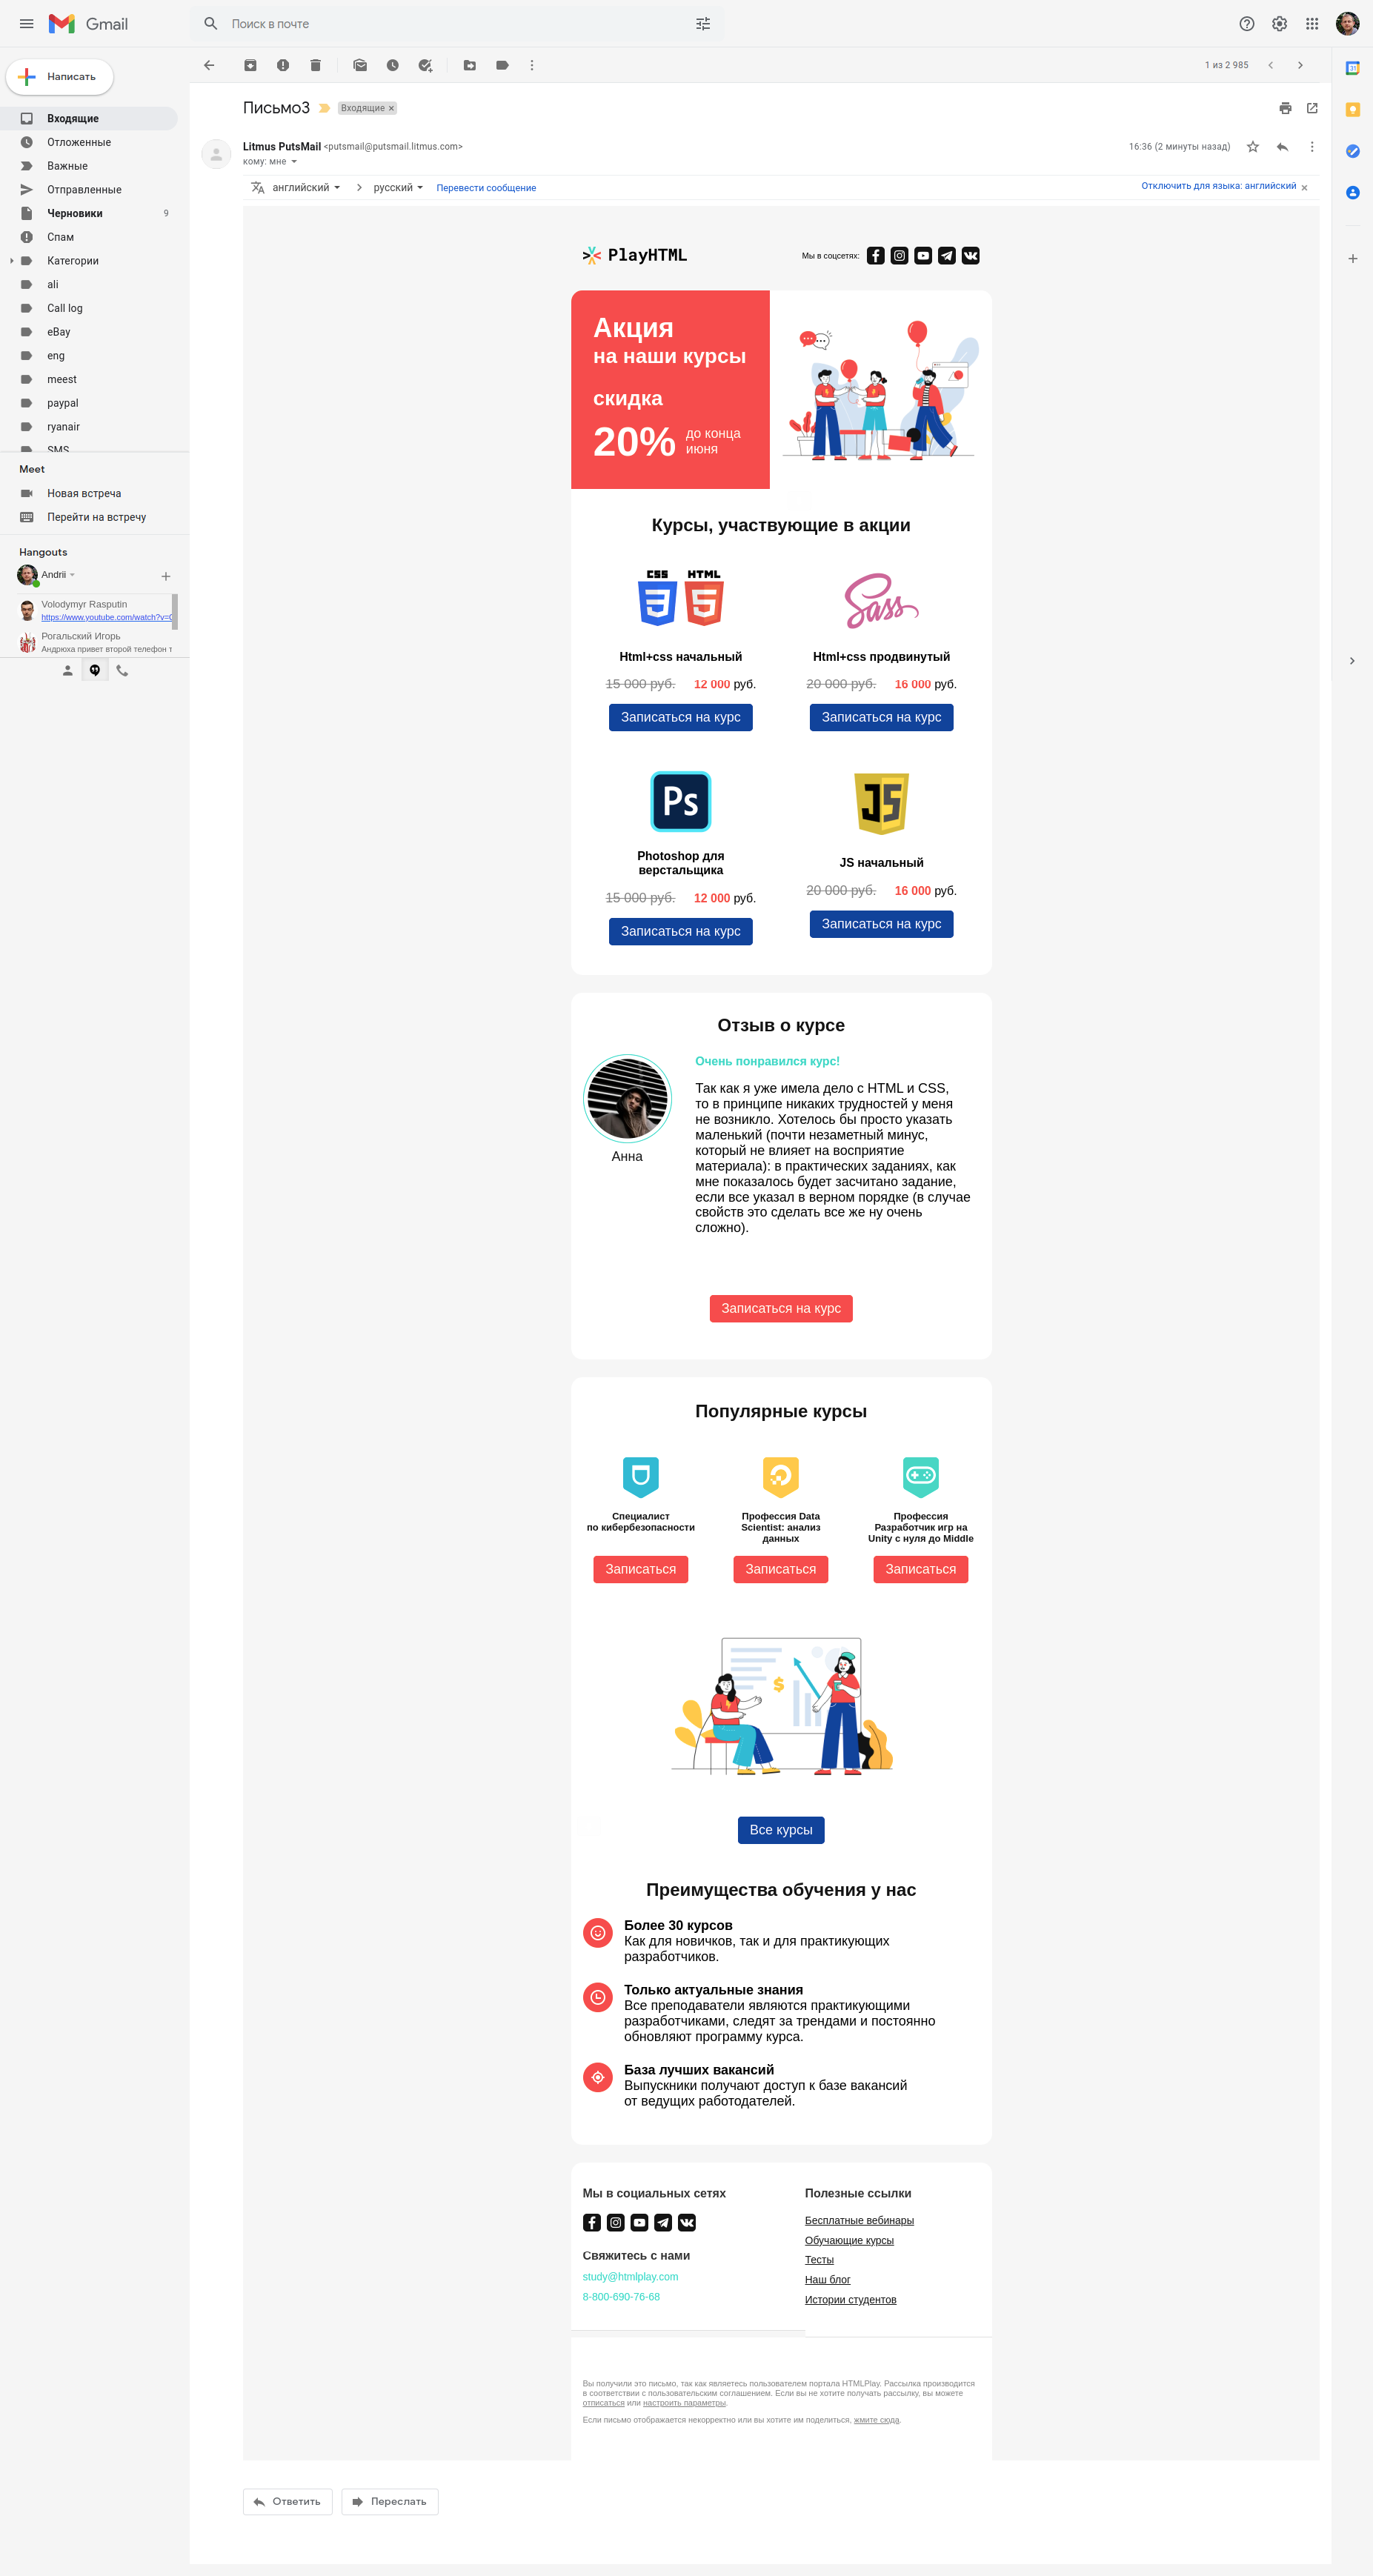 Gmail
Поиск в почте
Написать
Входящие
Отложенные
Важные
Отправленные
Черновики 9
Спам
Категории
ali
Call log
eBay
eng
meest
paypal
ryanair
SMS
Meet
Новая встреча
Перейти на встречу
Hangouts
Andrii
Volodymyr Rasputin
https://www.youtube.com/watch?v=
Рогальский Игорь
Андрюха привет второй телефон т
1 из 2 985
Письмо3 Входящие ×
Litmus PutsMail <putsmail@putsmail.litmus.com> 16:36 (2 минуты назад)
кому: мне
английский русский Перевести сообщение Отключить для языка: английский ×
PlayHTML Мы в соцсетях:
Акция
на наши курсы
скидка
20% до конца
июня
Курсы, участвующие в акции
CSS HTML
3 5
Sass
Html+css начальный
15 000 руб. 12 000 руб.
Записаться на курс
Html+css продвинутый
20 000 руб. 16 000 руб.
Записаться на курс
Ps
Photoshop для
верстальщика
15 000 руб. 12 000 руб.
Записаться на курс
JS
JS начальный
20 000 руб. 16 000 руб.
Записаться на курс
Отзыв о курсе
Анна
Очень понравился курс!
Так как я уже имела дело с HTML и CSS,
то в принципе никаких трудностей у меня
не возникло. Хотелось бы просто указать
маленький (почти незаметный минус,
который не влияет на восприятие
материала): в практических заданиях, как
мне показалось будет засчитано задание,
если все указал в верном порядке (в случае
свойств это сделать все же ну очень
сложно).
Записаться на курс
Популярные курсы
Специалист
по кибербезопасности
Записаться
Профессия Data
Scientist: анализ
данных
Записаться
Профессия
Разработчик игр на
Unity с нуля до Middle
Записаться
$
Все курсы
Преимущества обучения у нас
Более 30 курсов
Как для новичков, так и для практикующих
разработчиков.
Только актуальные знания
Все преподаватели являются практикующими
разработчиками, следят за трендами и постоянно
обновляют программу курса.
База лучших вакансий
Выпускники получают доступ к базе вакансий
от ведущих работодателей.
Мы в социальных сетях
Свяжитесь с нами
study@htmlplay.com
8-800-690-76-68
Полезные ссылки
Бесплатные вебинары
Обучающие курсы
Тесты
Наш блог
Истории студентов
Вы получили это письмо, так как являетесь пользователем портала HTMLPlay. Рассылка производится
в соответствии с пользовательским соглашением. Если вы не хотите получать рассылку, вы можете
отписаться или настроить параметры.
Если письмо отображается некорректно или вы хотите им поделиться, жмите сюда.
Ответить Переслать